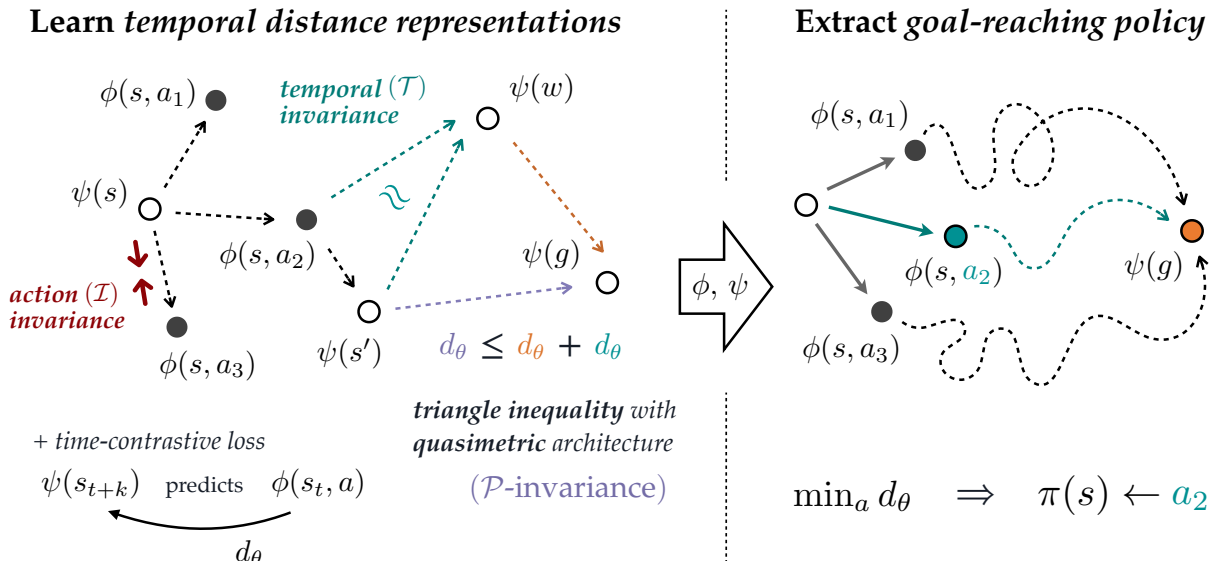 Learn temporal distance representations
ϕ(s, a₁)
temporal (𝒯)
invariance
ψ(w)
ψ(s)
ϕ(s, a₂)
ψ(g)
action (ℐ)
invariance
ϕ(s, a₃)
ψ(s′)
d_θ ≤ d_θ + d_θ
triangle inequality with
quasimetric architecture
(𝒫-invariance)
+ time-contrastive loss
ψ(s_{t+k}) predicts ϕ(s_t, a)
d_θ
ϕ, ψ
Extract goal-reaching policy
ϕ(s, a₁)
ϕ(s, a₂)
ψ(g)
ϕ(s, a₃)
min_a d_θ ⇒ π(s) ← a₂